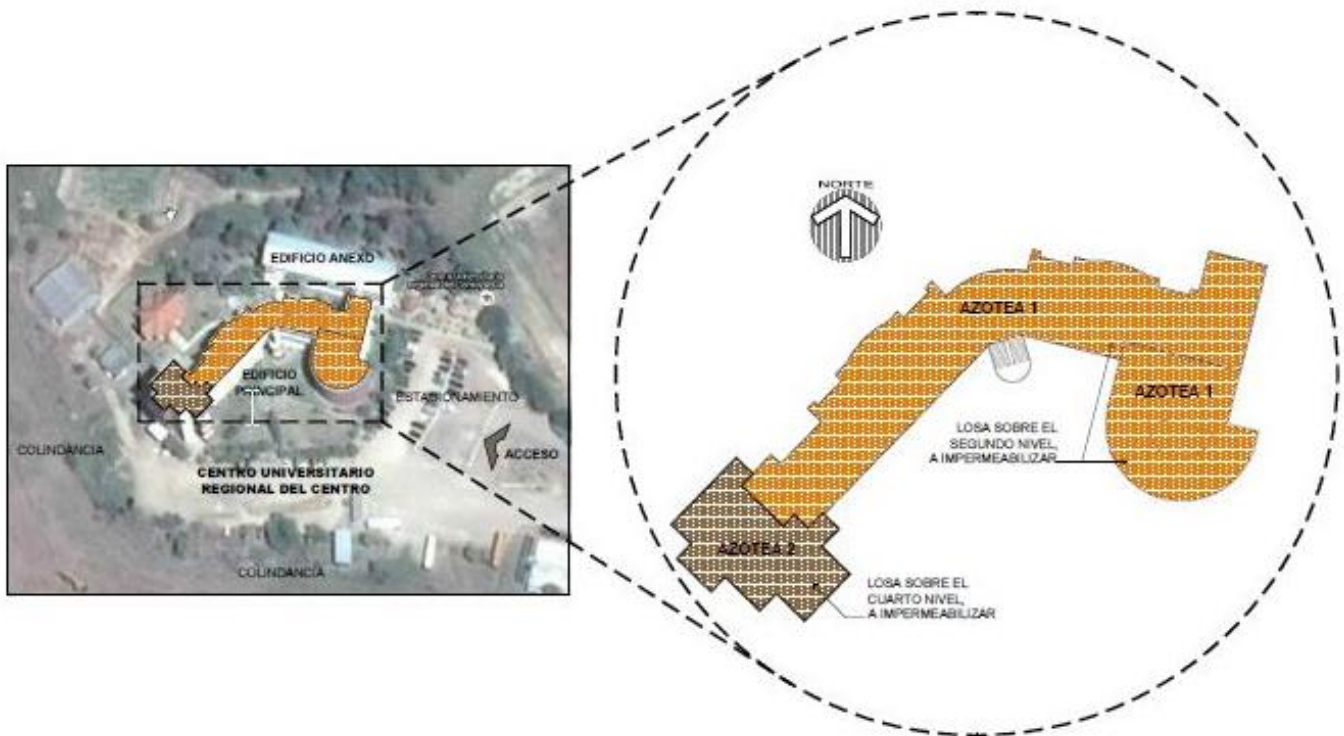 EDIFICIO ANEXO
EDIFICIO
PRINCIPAL
ESTACIONAMIENTO
COLINDANCIA
ACCESO
CENTRO UNIVERSITARIO
REGIONAL DEL CENTRO
COLINDANCIA
NORTE
AZOTEA 1
AZOTEA 1
LOSA SOBRE EL
SEGUNDO NIVEL,
A IMPERMEABILIZAR
AZOTEA 2
LOSA SOBRE EL
CUARTO NIVEL,
A IMPERMEABILIZAR